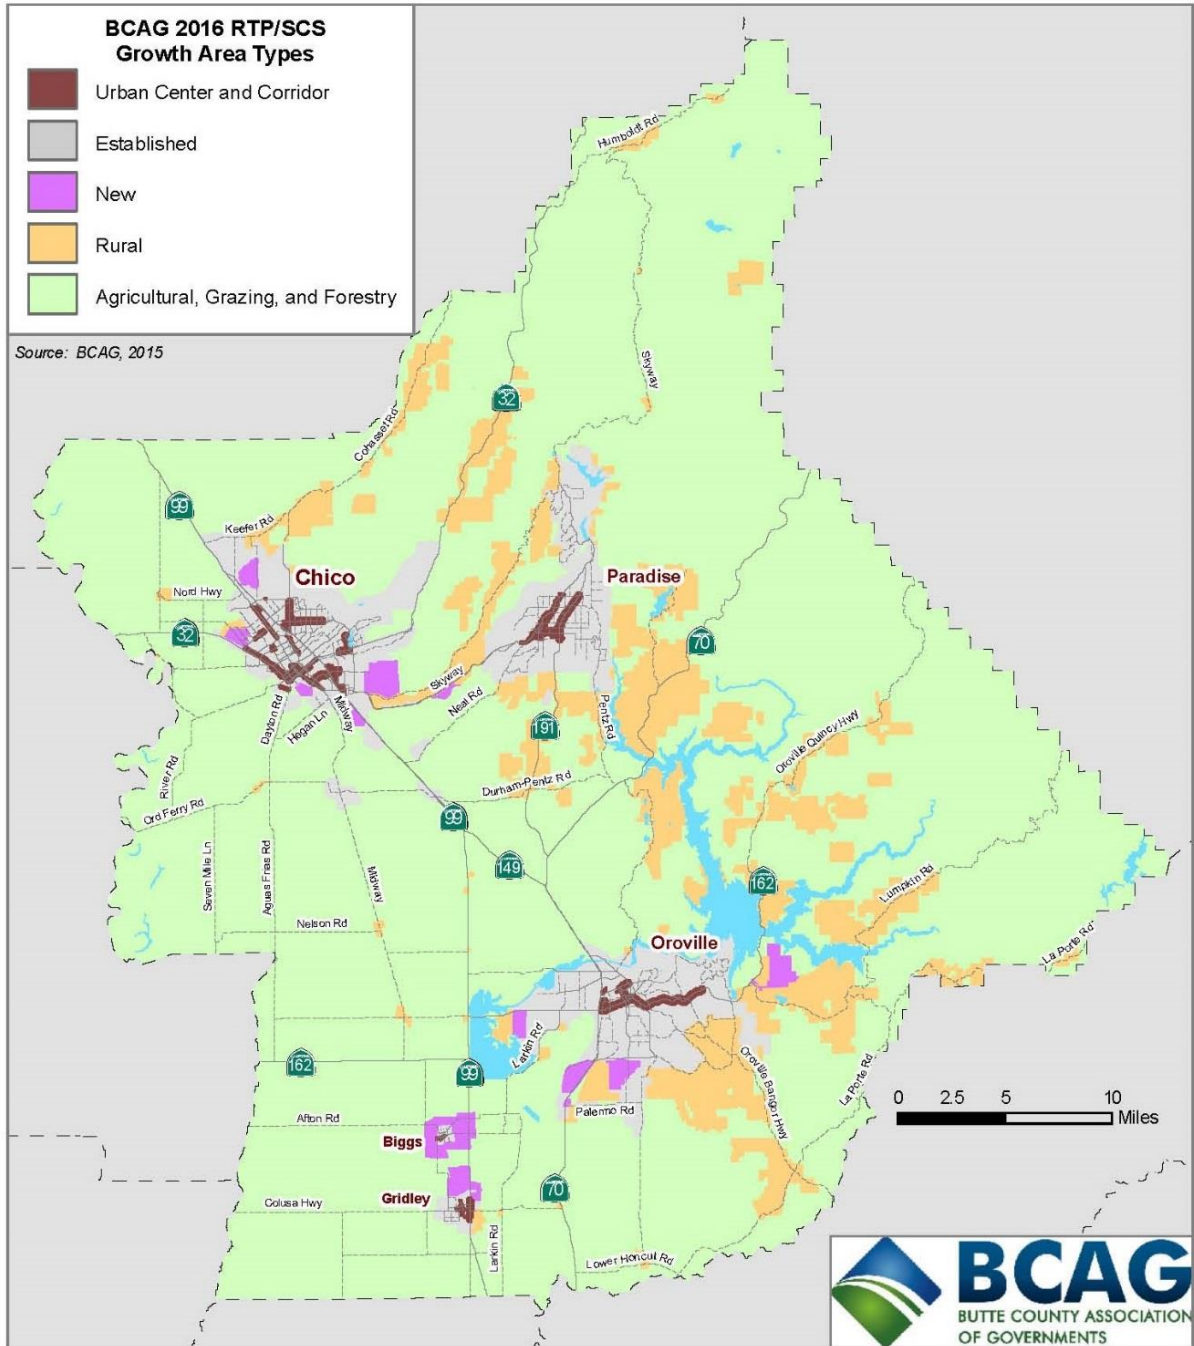 BCAG 2016 RTP/SCS
Growth Area Types
Urban Center and Corridor
Established
New
Rural
Agricultural, Grazing, and Forestry
Source: BCAG, 2015
Humboldt Rd
Skyway
32
Cohasset Rd
99
Keefer Rd
Chico
Paradise
Nord Hwy
32
70
Skyway
Neal Rd
Pentz Rd
Dayton Rd
Hegan Ln
Midway
191
Oroville Quincy Hwy
River Rd
Durham-Pentz Rd
Ord Ferry Rd
99
Seven Mile Ln
Aguas Frias Rd
Midway
149
162
Lumpkin Rd
Nelson Rd
Oroville
La Porte Rd
Larkin Rd
162
99
Oroville Bangor Hwy
La Porte Rd
0 2.5 5 10
Miles
Afton Rd
Palermo Rd
Biggs
Gridley
70
Colusa Hwy
Larkin Rd
Lower Honcut Rd
BCAG
BUTTE COUNTY ASSOCIATION
OF GOVERNMENTS